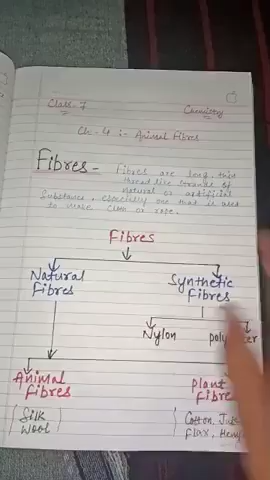 Class-7
Chemistry
Ch. 4 :- Animal Fibres
Fibres - Fibres are long, thin
thread like strands of
natural or artificial
substance, especially one that is used
to make cloth or rope.
Fibres
Natural Fibres
Synthetic Fibres
Nylon
Animal Fibres
Plant
(Silk
Wool)
Cotton,
Flax,